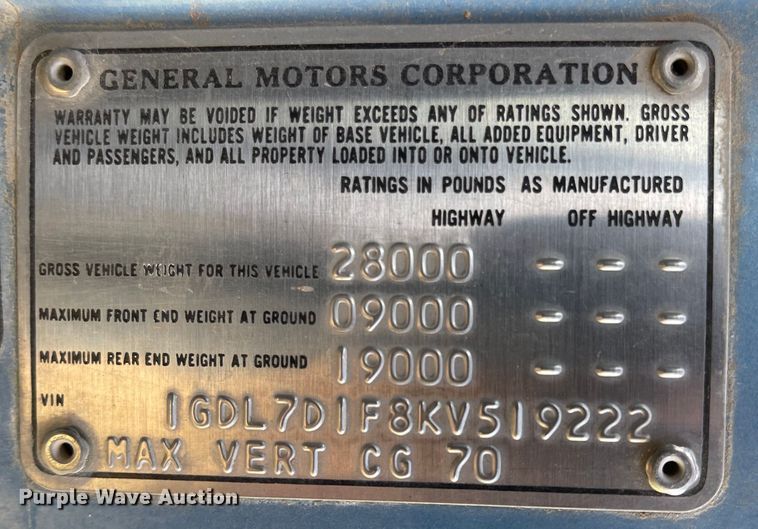 GENERAL MOTORS CORPORATION
WARRANTY MAY BE VOIDED IF WEIGHT EXCEEDS ANY OF RATINGS SHOWN. GROSS
VEHICLE WEIGHT INCLUDES WEIGHT OF BASE VEHICLE, ALL ADDED EQUIPMENT, DRIVER
AND PASSENGERS, AND ALL PROPERTY LOADED INTO OR ONTO VEHICLE.
RATINGS IN POUNDS AS MANUFACTURED
HIGHWAY OFF HIGHWAY
GROSS VEHICLE WEIGHT FOR THIS VEHICLE 28000 - - -
MAXIMUM FRONT END WEIGHT AT GROUND 09000 - - -
MAXIMUM REAR END WEIGHT AT GROUND 19000 - - -
VIN 1GDL7D1F8KV519222
MAX VERT CG 70
Purple Wave Auction